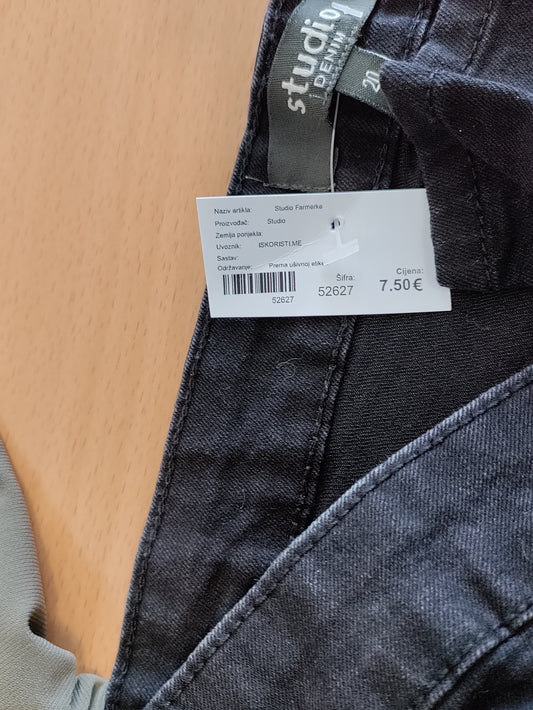 studio
DENIM
20
Naziv artikla: Studio Farmerke
Proizvođač: Studio
Zemlja porijekla:
Uvoznik: ISKORISTI.ME
Sastav:
Održavanje: Prema ušivnoj
Šifra: Cijena:
52627 7.50€
52627